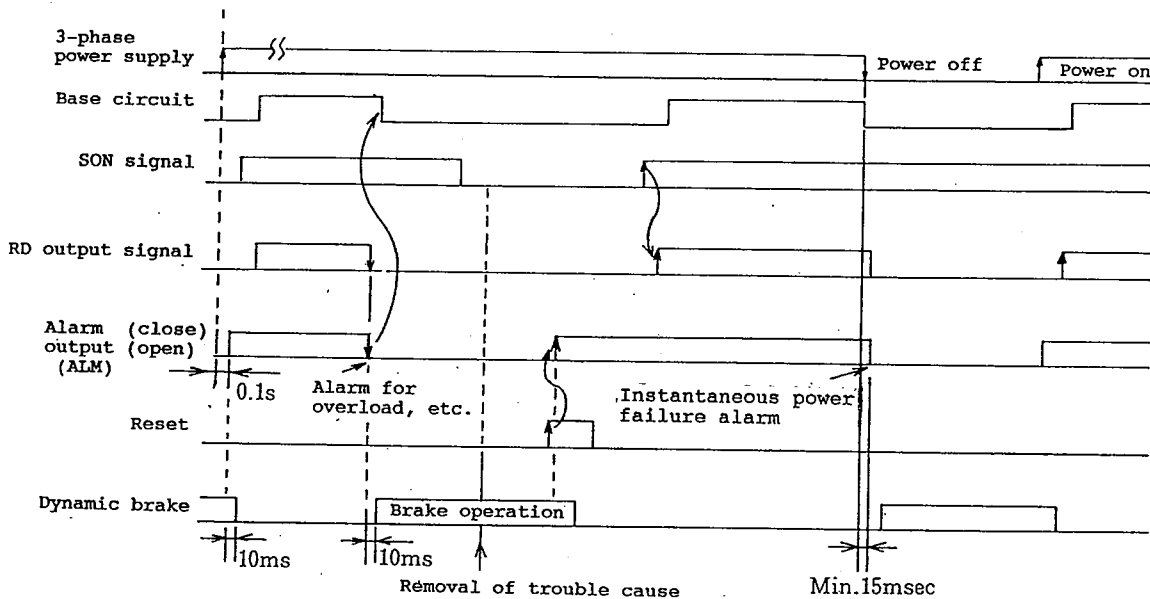 3-phase
power supply
Power off
Power on
Base circuit
SON signal
RD output signal
Alarm (close)
output (open)
(ALM)
0.1s
Alarm for
overload, etc.
Instantaneous power
failure alarm
Reset
Dynamic brake
Brake operation
10ms
10ms
Removal of trouble cause
Min.15msec